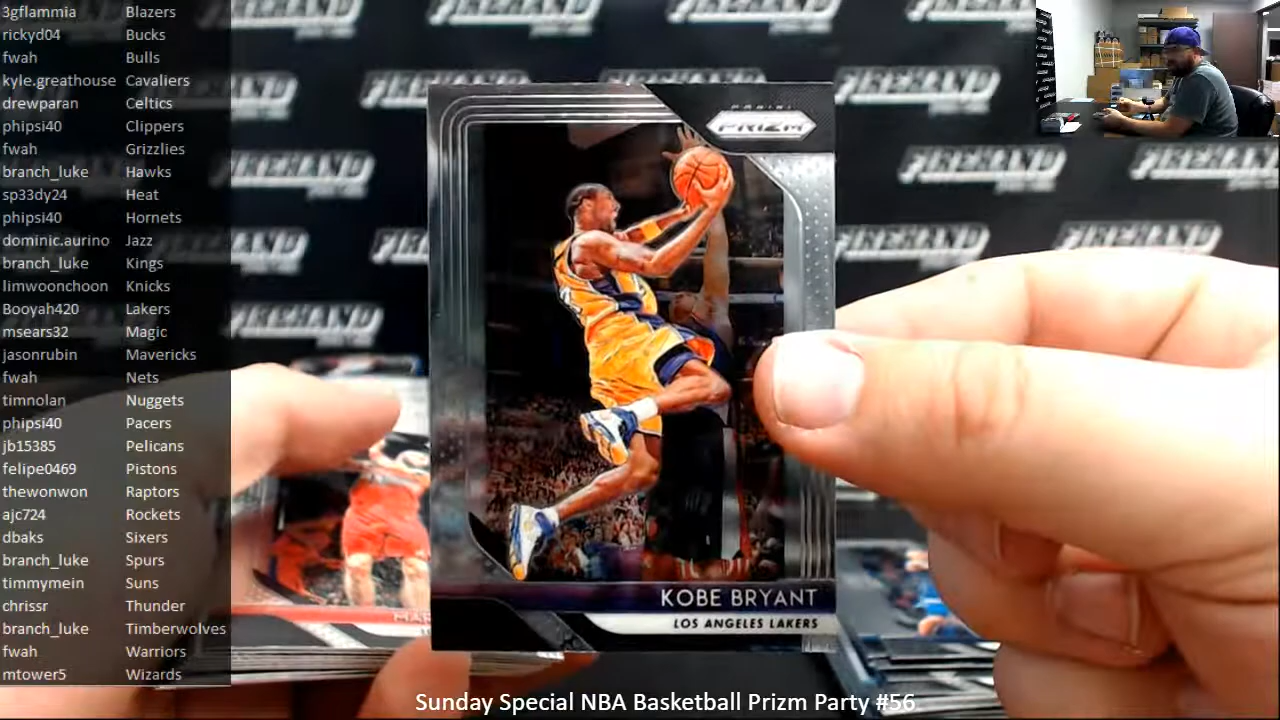 3gflammia Blazers
rickyd04 Bucks
fwah Bulls
kyle.greathouse Cavaliers
drewparan Celtics
phipsi40 Clippers
fwah Grizzlies
branch_luke Hawks
sp33dy24 Heat
phipsi40 Hornets
dominic.aurino Jazz
branch_luke Kings
limwoonchoon Knicks
Booyah420 Lakers
msears32 Magic
jasonrubin Mavericks
fwah Nets
timnolan Nuggets
phipsi40 Pacers
jb15385 Pelicans
felipe0469 Pistons
thewonwon Raptors
ajc724 Rockets
dbaks Sixers
branch_luke Spurs
timmymein Suns
chrissr Thunder
branch_luke Timberwolves
fwah Warriors
mtower5 Wizards
FIREHAND
PANINI
PRIZM
KOBE BRYANT
LOS ANGELES LAKERS
Sunday Special NBA Basketball Prizm Party #56